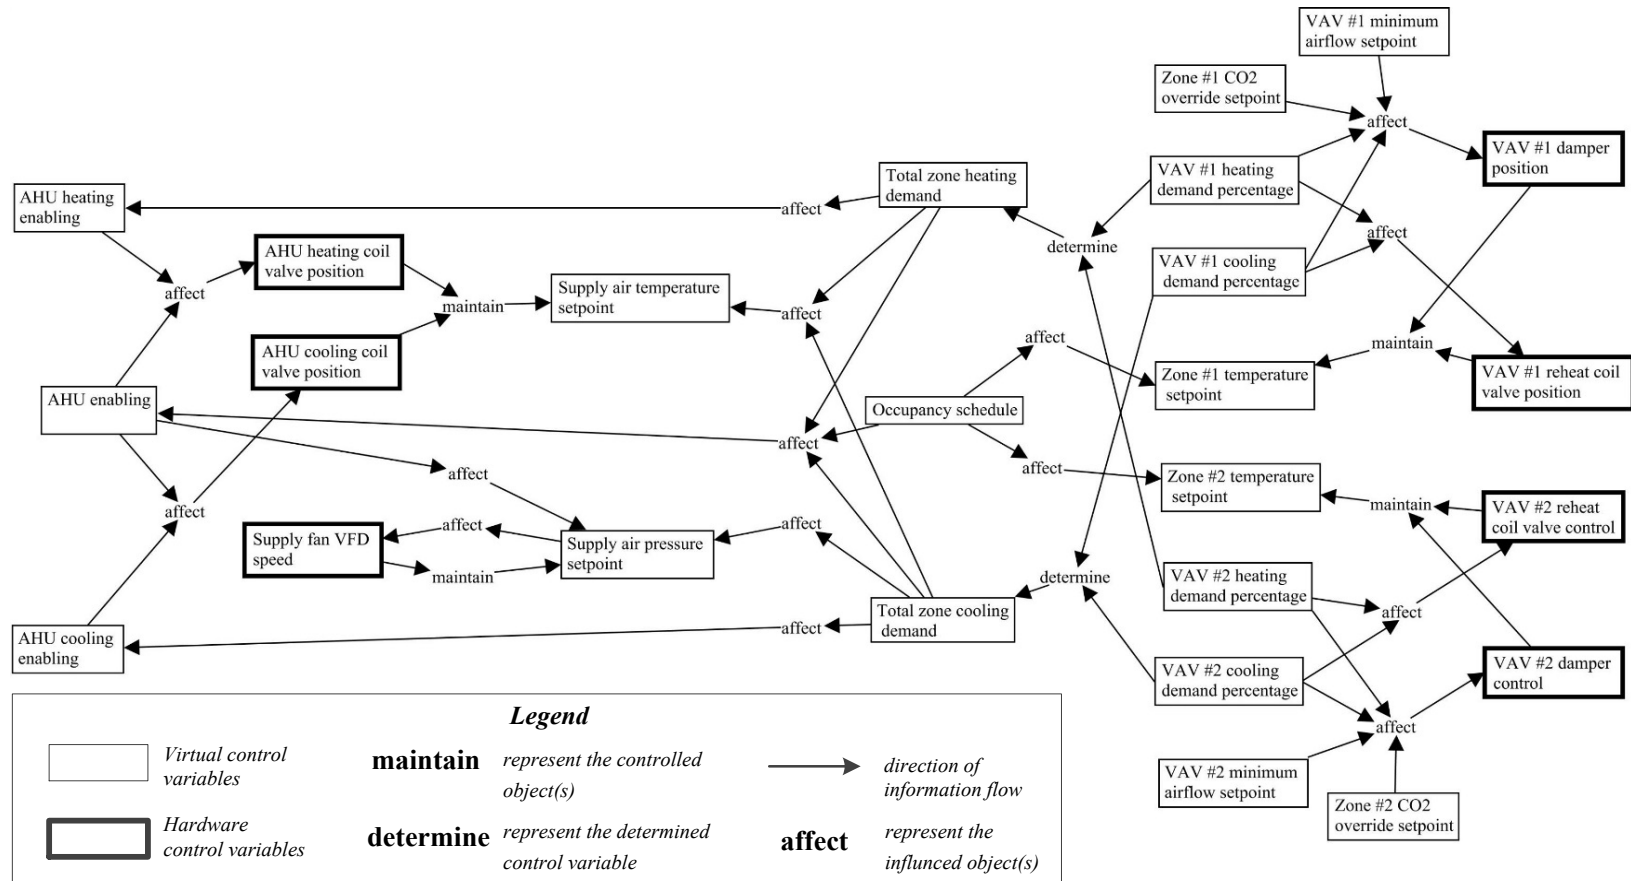 VAV #1 minimum
airflow setpoint
Zone #1 CO2
override setpoint
affect
VAV #1 damper
position
VAV #1 heating
demand percentage
Total zone heating
demand
AHU heating
enabling
affect
affect
determine
AHU heating coil
valve position
VAV #1 cooling
demand percentage
affect
maintain
Supply air temperature
setpoint
affect
affect
maintain
AHU cooling coil
valve position
Zone #1 temperature
setpoint
VAV #1 reheat coil
valve position
AHU enabling
Occupancy schedule
affect
affect
affect
Zone #2 temperature
setpoint
maintain
VAV #2 reheat
coil valve control
affect
affect
affect
Supply fan VFD
speed
Supply air pressure
setpoint
maintain
determine
VAV #2 heating
demand percentage
affect
Total zone cooling
demand
affect
AHU cooling
enabling
VAV #2 cooling
demand percentage
VAV #2 damper
control
affect
VAV #2 minimum
airflow setpoint
Zone #2 CO2
override setpoint
Legend
Virtual control
variables
maintain
represent the controlled
object(s)
direction of
information flow
Hardware
control variables
determine
represent the determined
control variable
affect
represent the
influnced object(s)